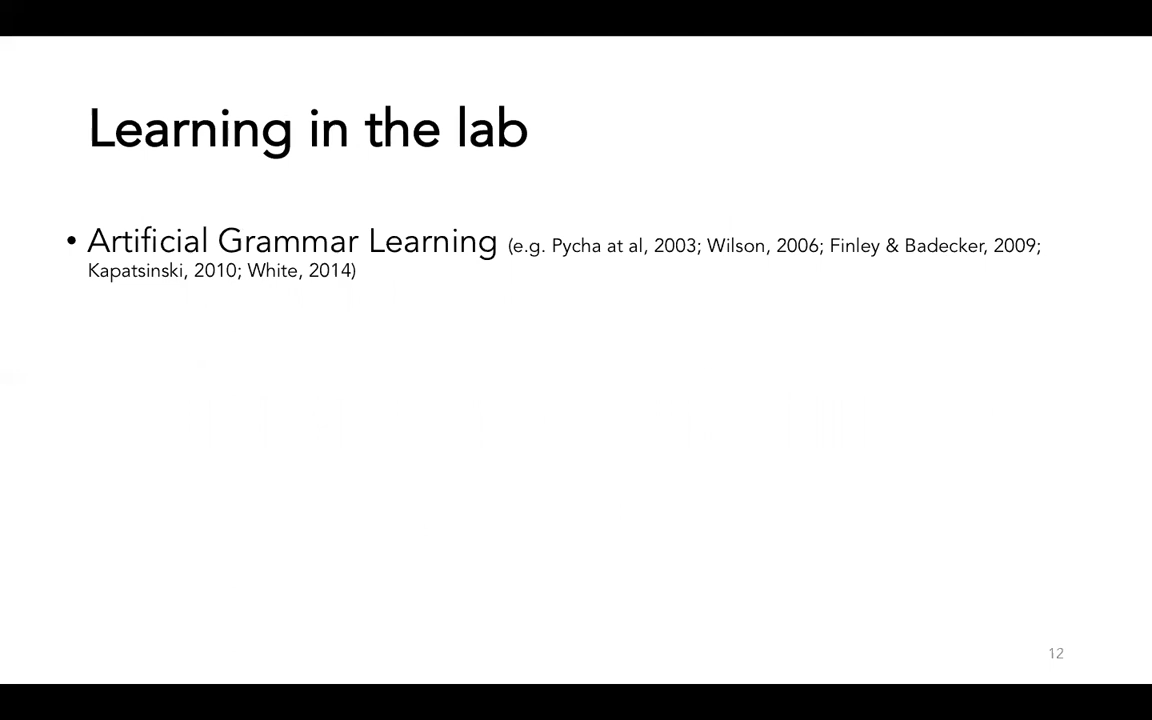 Learning in the lab
• Artificial Grammar Learning (e.g. Pycha at al, 2003; Wilson, 2006; Finley & Badecker, 2009;
Kapatsinski, 2010; White, 2014)
12